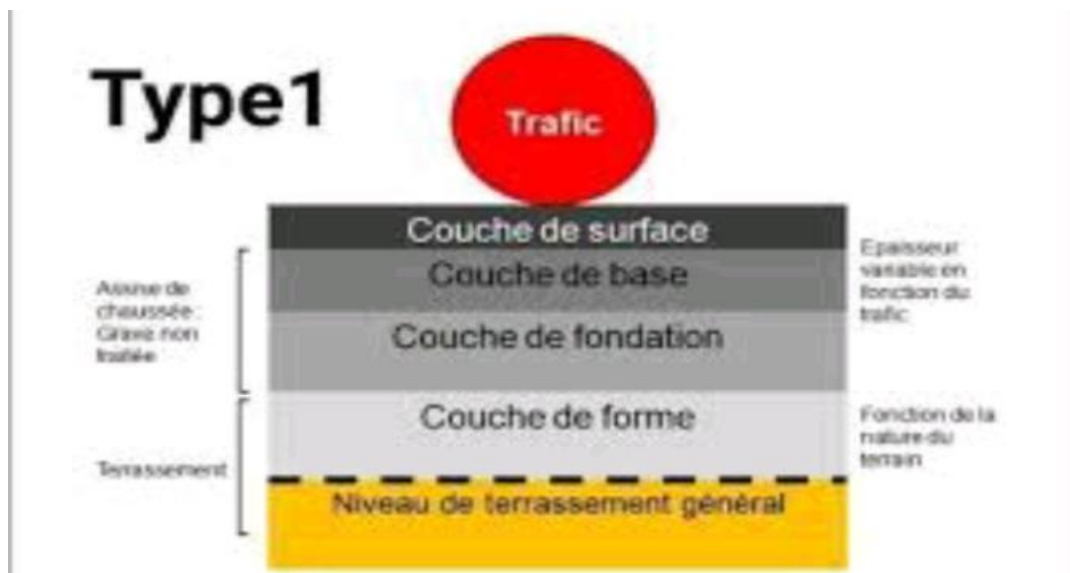 Type1
Trafic
Couche de surface
Couche de base
Couche de fondation
Couche de forme
Niveau de terrassement général
Assise de
chaussée :
Grave non
traitée
Terrassement
Epaisseur
variable en
fonction du
trafic
Fonction de la
nature du
terrain